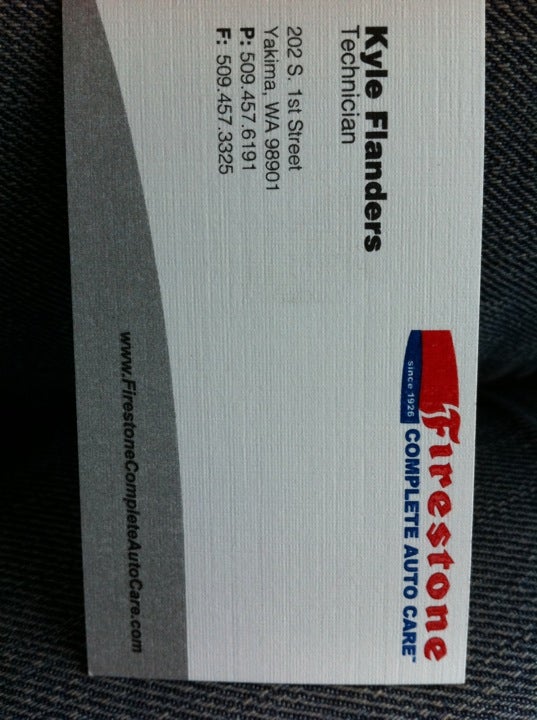 Firestone
since 1926 COMPLETE AUTO CARE™
Kyle Flanders
Technician
202 S. 1st Street
Yakima, WA 98901
P: 509.457.6191
F: 509.457.3325
www.FirestoneCompleteAutoCare.com